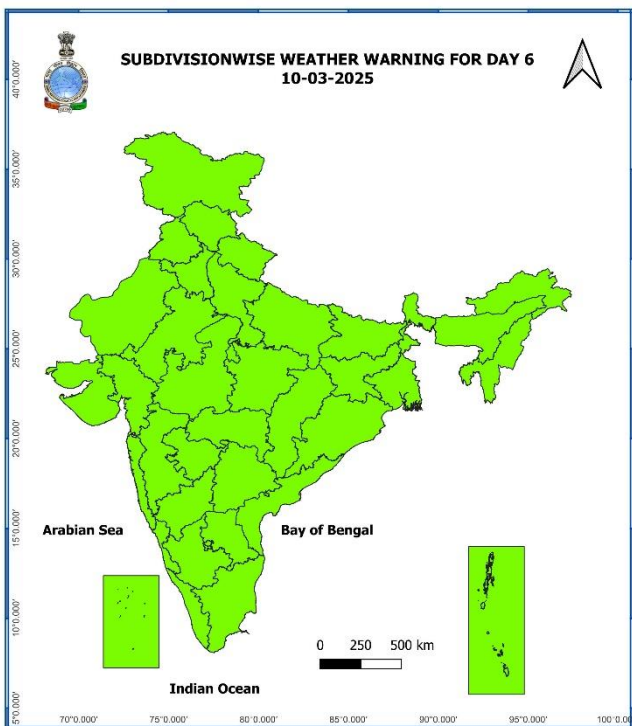 SUBDIVISIONWISE WEATHER WARNING FOR DAY 6
10-03-2025
40°0.000'
35°0.000'
30°0.000'
25°0.000'
20°0.000'
15°0.000'
10°0.000'
5°0.000'
Arabian Sea
Bay of Bengal
0 250 500 km
Indian Ocean
70°0.000' 75°0.000' 80°0.000' 85°0.000' 90°0.000' 95°0.000' 100°0.0